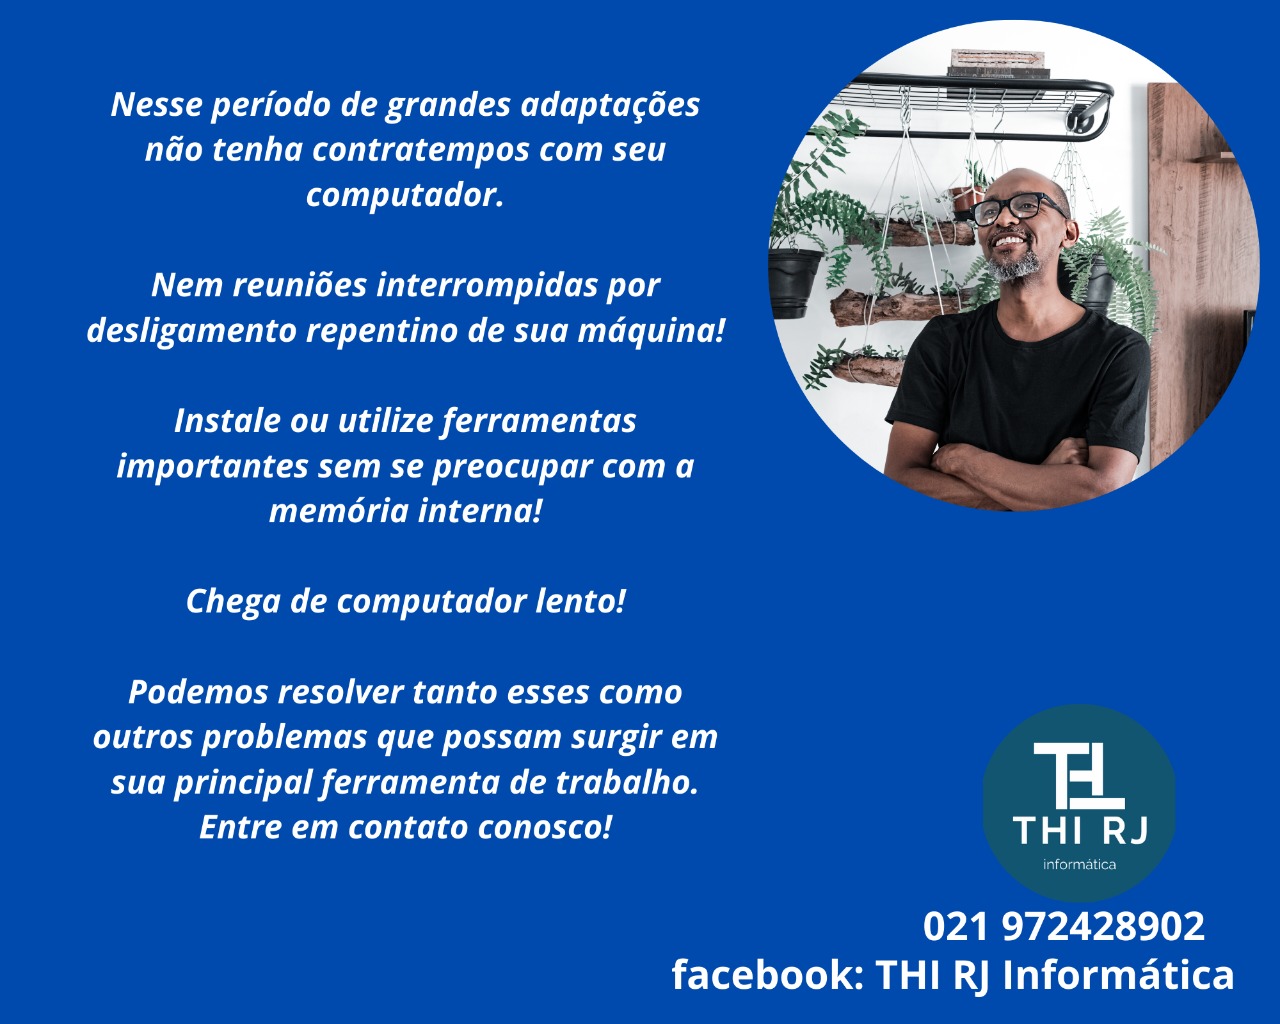 Nesse período de grandes adaptações
não tenha contratempos com seu
computador.
Nem reuniões interrompidas por
desligamento repentino de sua máquina!
Instale ou utilize ferramentas
importantes sem se preocupar com a
memória interna!
Chega de computador lento!
Podemos resolver tanto esses como
outros problemas que possam surgir em
sua principal ferramenta de trabalho.
Entre em contato conosco!
THI RJ
informática
021 972428902
facebook: THI RJ Informática